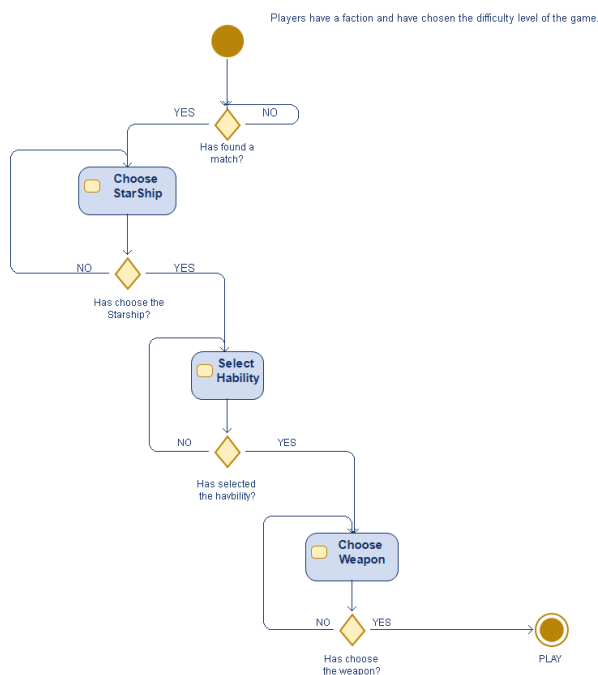 Players have a faction and have chosen the difficulty level of the game.
YES
NO
Has found a
match?
Choose
StarShip
NO
YES
Has choose the
Starship?
Select
Hability
NO
YES
Has selected
the havbility?
Choose
Weapon
NO
YES
Has choose
the weapon?
PLAY